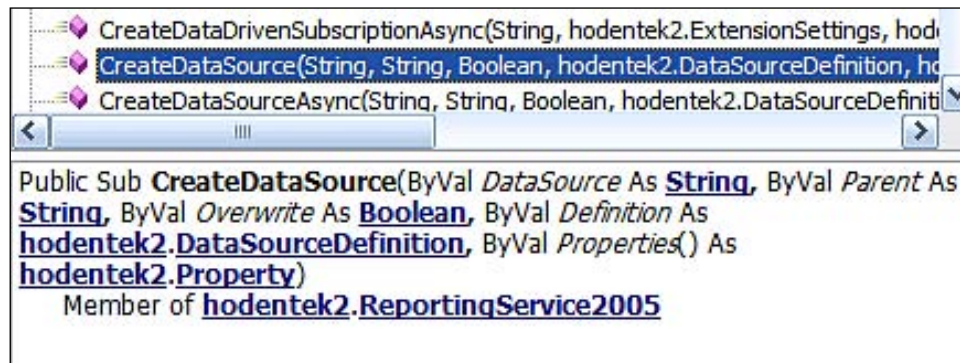 CreateDataDrivenSubscriptionAsync(String, hodentek2.ExtensionSettings, hod
CreateDataSource(String, String, Boolean, hodentek2.DataSourceDefinition, ho
CreateDataSourceAsync(String, String, Boolean, hodentek2.DataSourceDefiniti
Public Sub CreateDataSource(ByVal DataSource As String, ByVal Parent As
String, ByVal Overwrite As Boolean, ByVal Definition As
hodentek2.DataSourceDefinition, ByVal Properties() As
hodentek2.Property)
Member of hodentek2.ReportingService2005